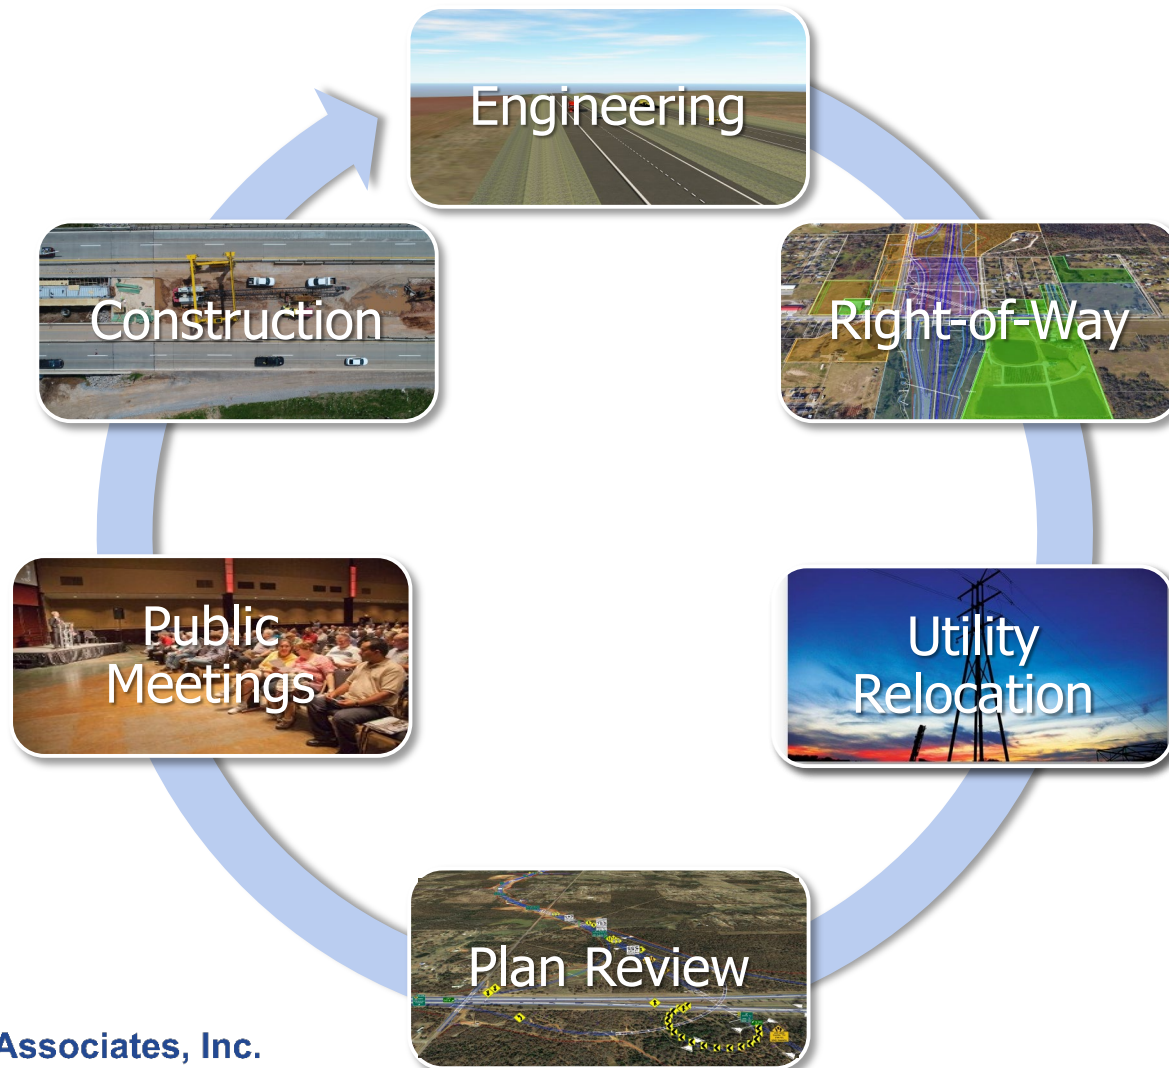 Engineering
Right-of-Way
Utility
Relocation
Plan Review
Public
Meetings
Construction
Associates, Inc.